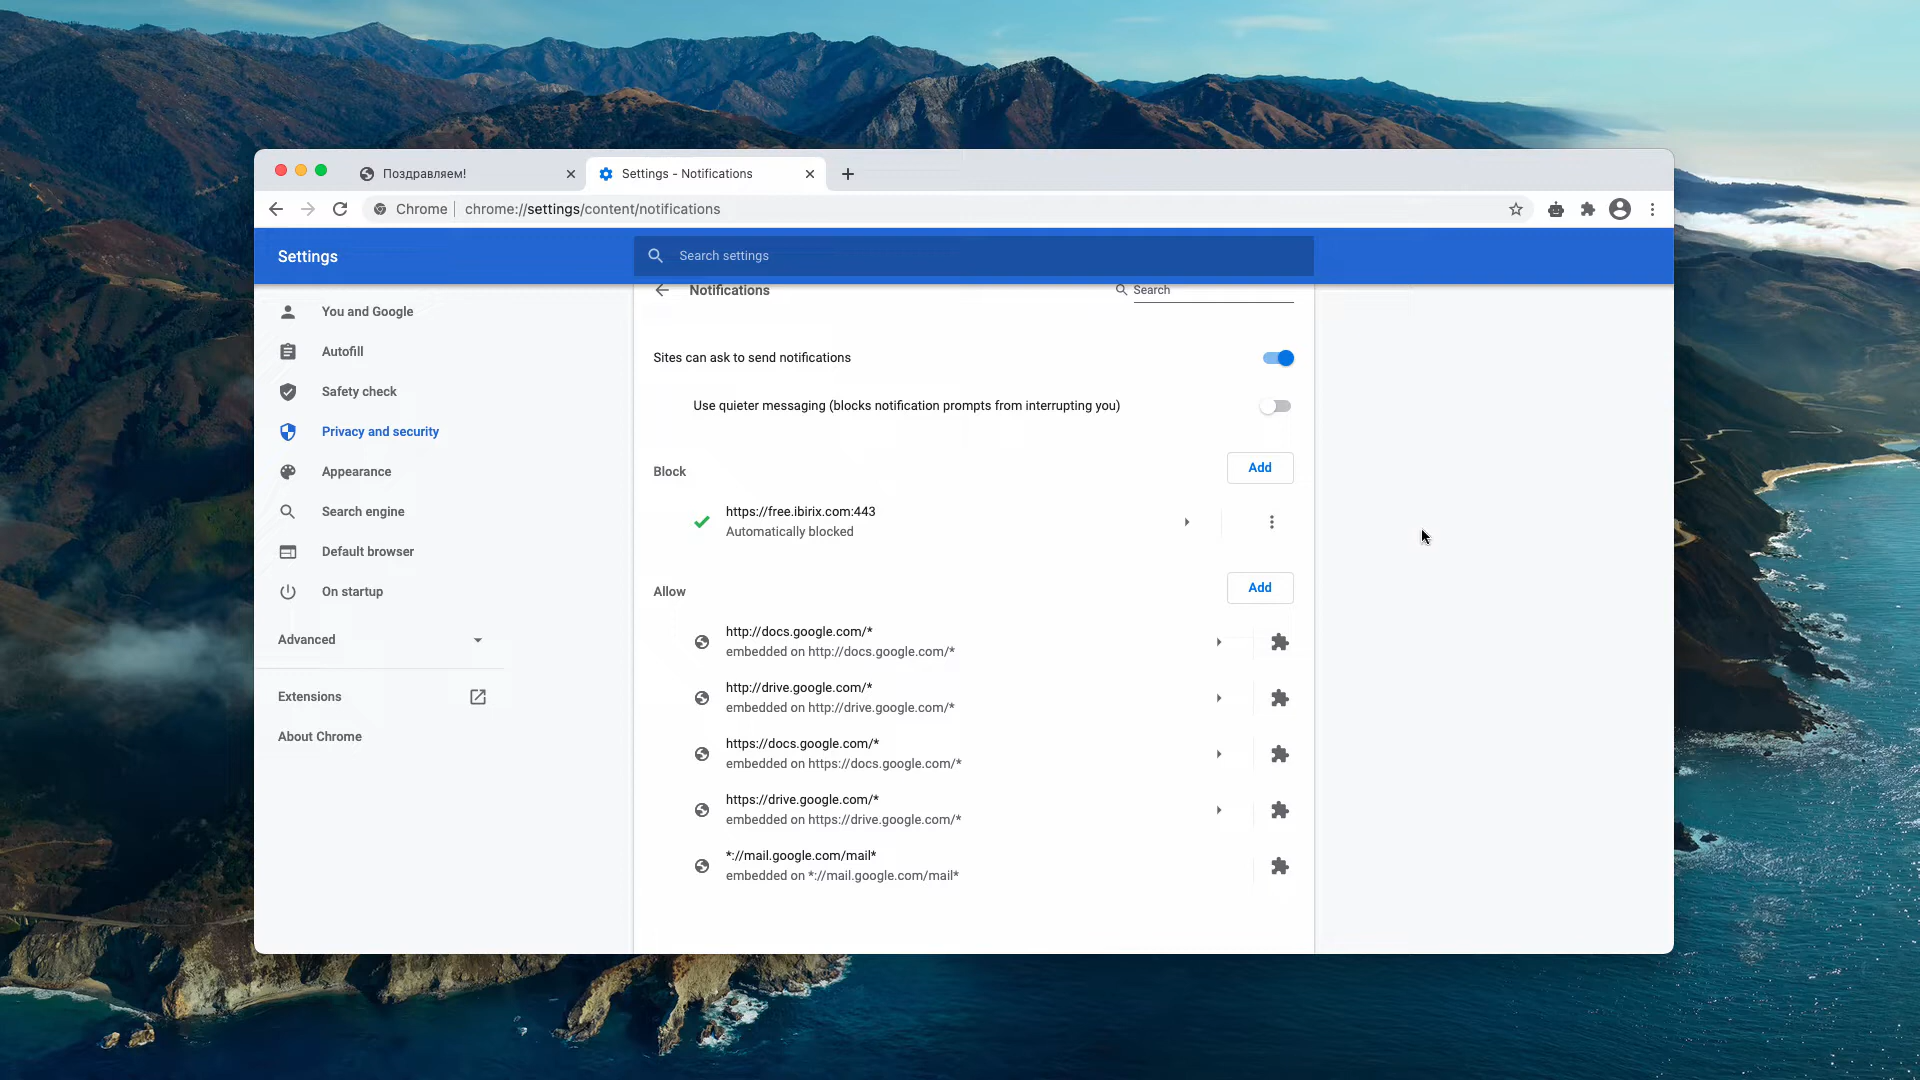 Поздравляем!
Settings - Notifications
Chrome
chrome://settings/content/notifications
Settings
Search settings
Notifications
Search
You and Google
Autofill
Safety check
Privacy and security
Appearance
Search engine
Default browser
On startup
Advanced
Extensions
About Chrome
Sites can ask to send notifications
Use quieter messaging (blocks notification prompts from interrupting you)
Block
Add
https://free.ibirix.com:443
Automatically blocked
Allow
Add
http://docs.google.com/*
embedded on http://docs.google.com/*
http://drive.google.com/*
embedded on http://drive.google.com/*
https://docs.google.com/*
embedded on https://docs.google.com/*
https://drive.google.com/*
embedded on https://drive.google.com/*
*://mail.google.com/mail*
embedded on *://mail.google.com/mail*